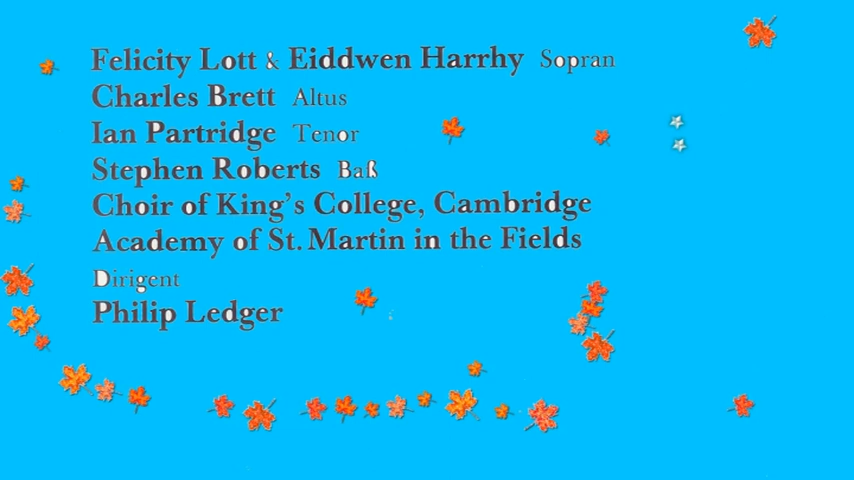 Felicity Lott & Eiddwen Harrhy Sopran
Charles Brett Altus
Ian Partridge Tenor
Stephen Roberts Baß
Choir of King's College, Cambridge
Academy of St. Martin in the Fields
Dirigent
Philip Ledger